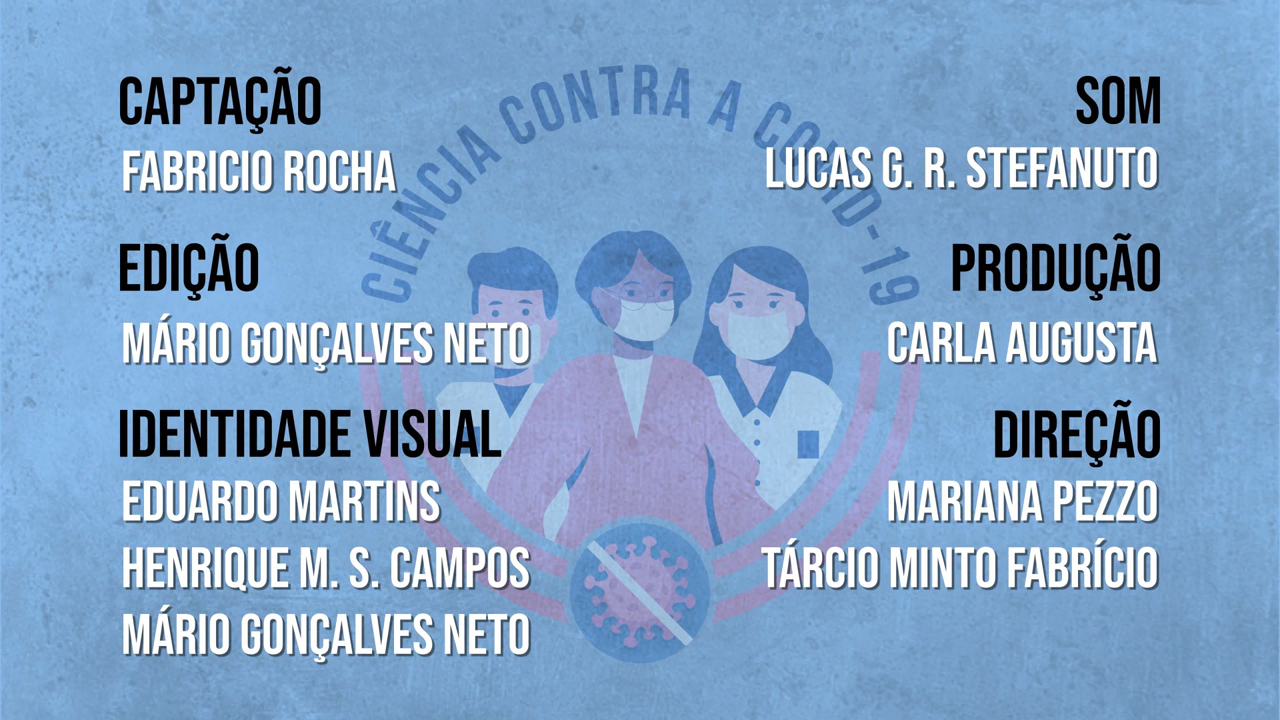 CIÊNCIA CONTRA A COVID-19
CAPTAÇÃO
FABRICIO ROCHA
EDIÇÃO
MÁRIO GONÇALVES NETO
IDENTIDADE VISUAL
EDUARDO MARTINS
HENRIQUE M. S. CAMPOS
MÁRIO GONÇALVES NETO
SOM
LUCAS G. R. STEFANUTO
PRODUÇÃO
CARLA AUGUSTA
DIREÇÃO
MARIANA PEZZO
TÁRCIO MINTO FABRÍCIO